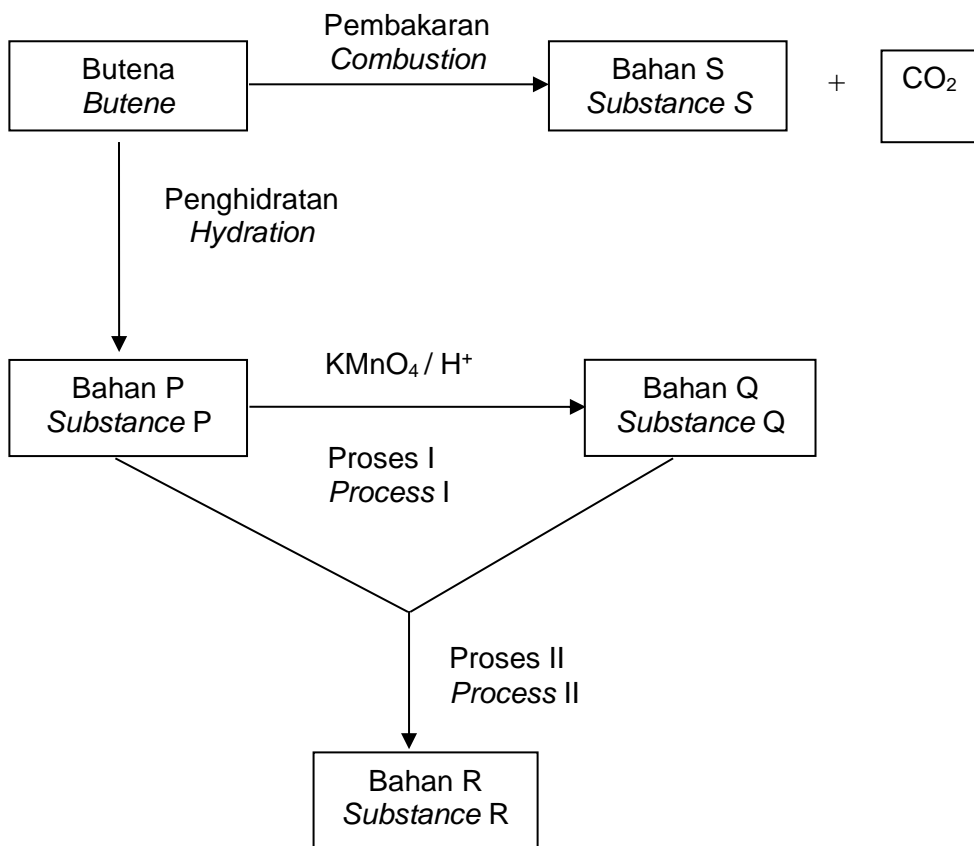 Pembakaran
Combustion
Butena
Butene
Bahan S
Substance S
+
CO₂
Penghidratan
Hydration
Bahan P
Substance P
KMnO₄ / H⁺
Bahan Q
Substance Q
Proses I
Process I
Proses II
Process II
Bahan R
Substance R